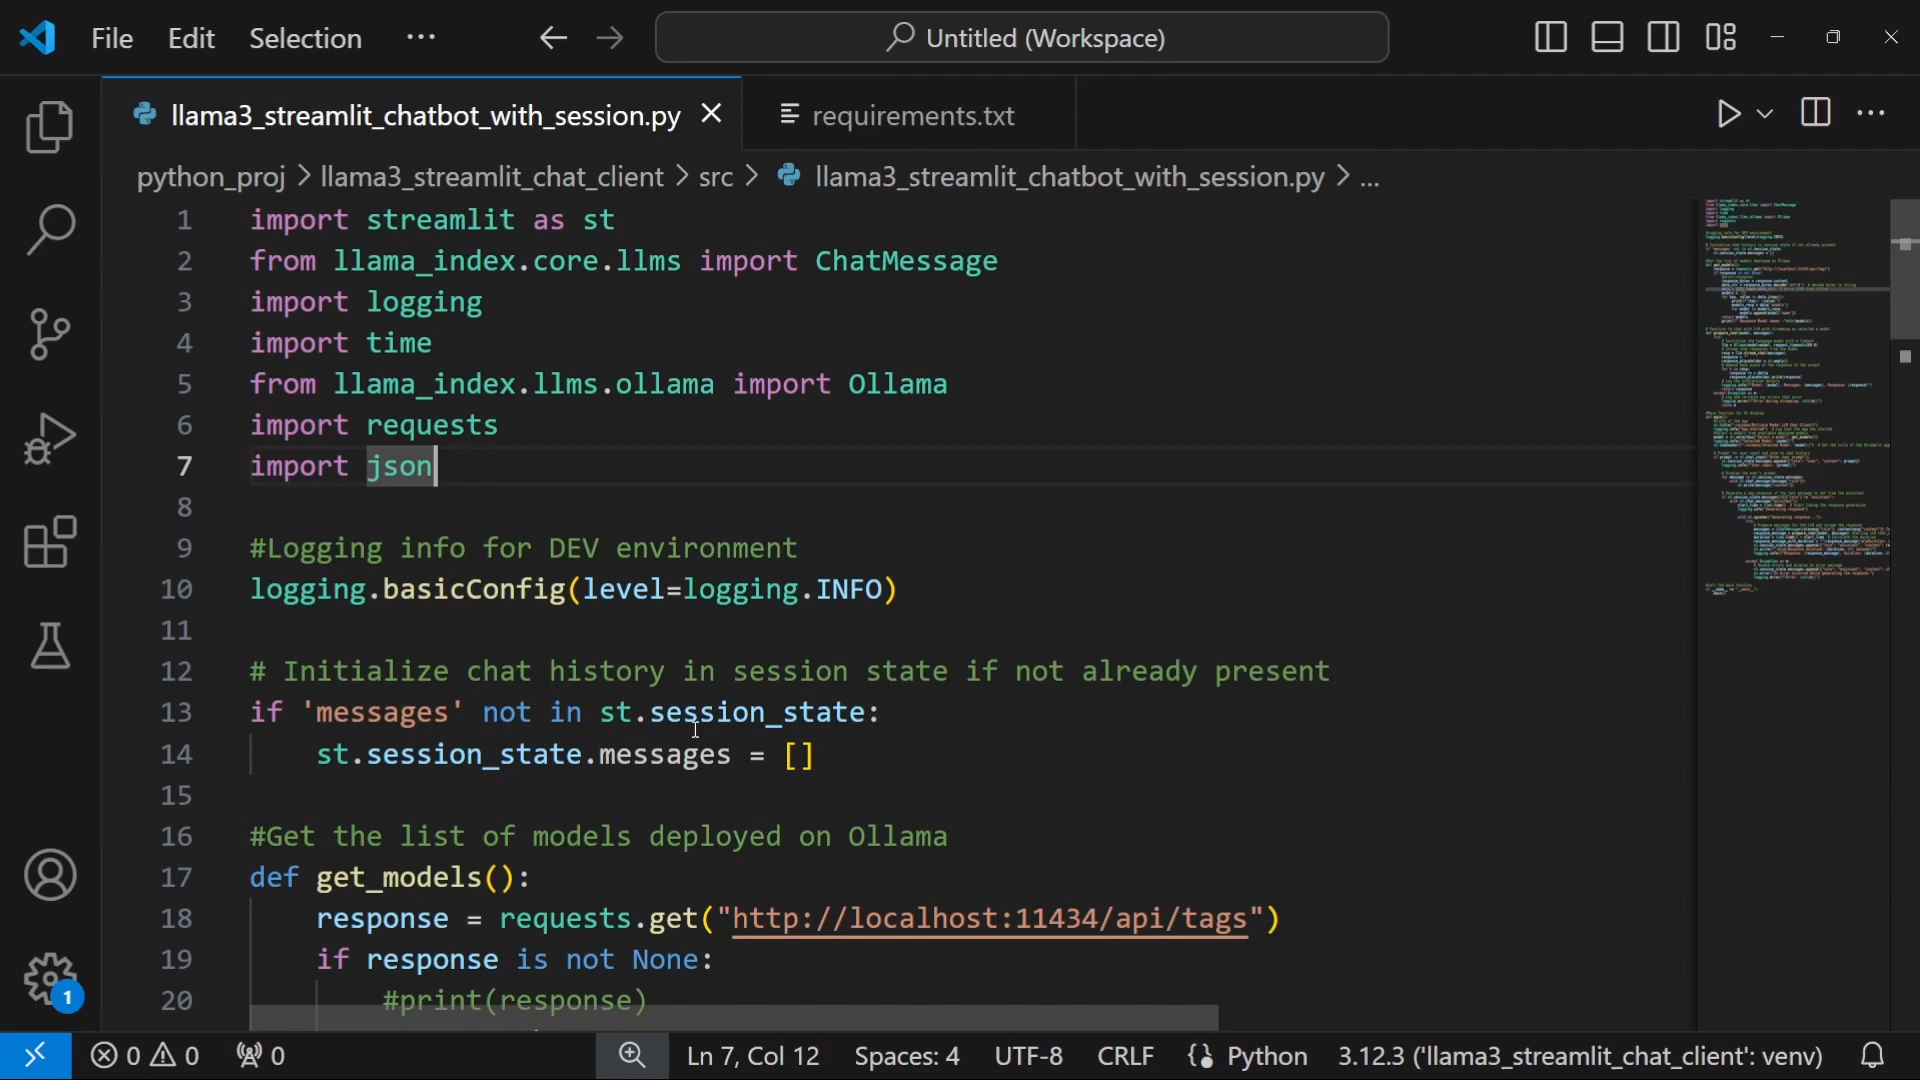 File Edit Selection ··· Untitled (Workspace)
llama3_streamlit_chatbot_with_session.py requirements.txt
python_proj > llama3_streamlit_chat_client > src > llama3_streamlit_chatbot_with_session.py > ...
1 import streamlit as st
2 from llama_index.core.llms import ChatMessage
3 import logging
4 import time
5 from llama_index.llms.ollama import Ollama
6 import requests
7 import json
8
9 #Logging info for DEV environment
10 logging.basicConfig(level=logging.INFO)
11
12 # Initialize chat history in session state if not already present
13 if 'messages' not in st.session_state:
14 st.session_state.messages = []
15
16 #Get the list of models deployed on Ollama
17 def get_models():
18 response = requests.get("http://localhost:11434/api/tags")
19 if response is not None:
20 #print(response)
1
0 0 0 Ln 7, Col 12 Spaces: 4 UTF-8 CRLF Python 3.12.3 ('llama3_streamlit_chat_client': venv)